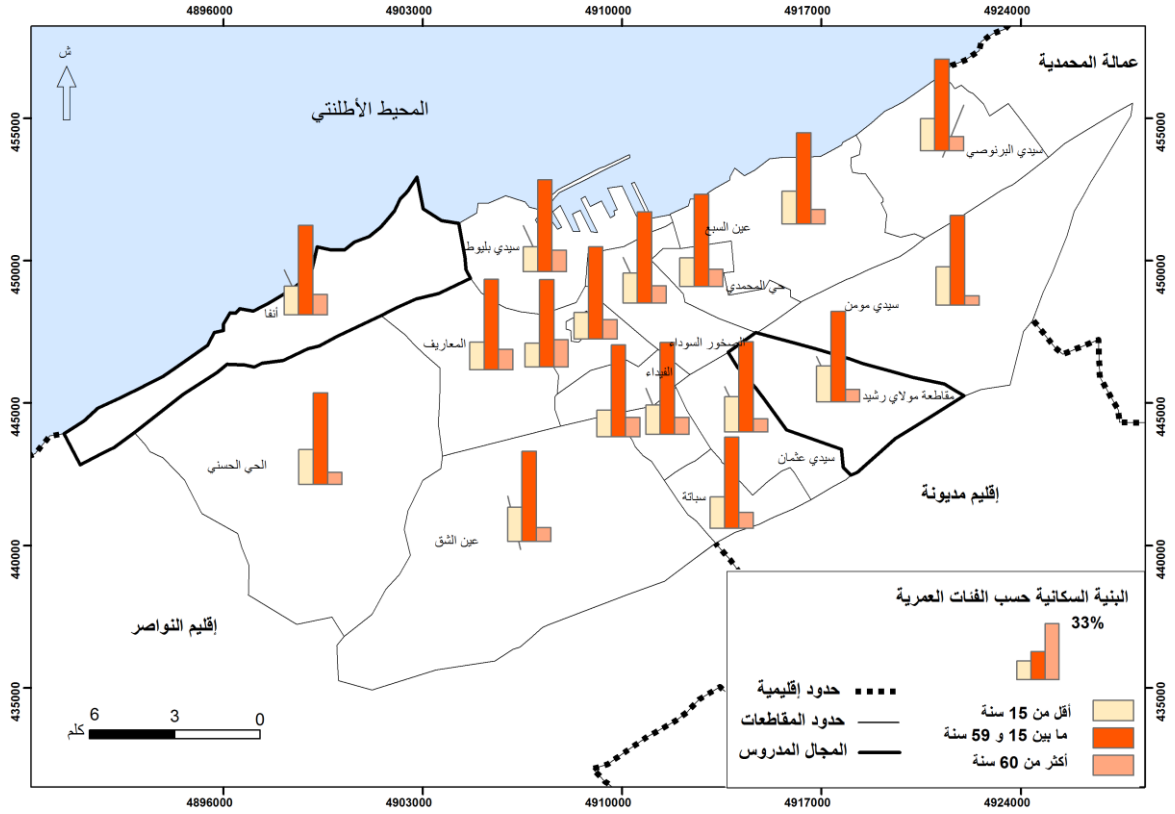 4896000
4903000
4910000
4917000
4924000
عمالة المحمدية
ش
المحيط الأطلنتي
455000
455000
سيدي البرنوصي
عين السبع
سيدي بليوط
450000
450000
حي المحمدي
سيدي مومن
أنفا
المعاريف
الصخور السوداء
الفيداء
مقاطعة مولاي رشيد
445000
445000
الحي الحسني
سيدي عثمان
إقليم مديونة
سباتة
عين الشق
440000
440000
إقليم النواصر
البنية السكانية حسب الفئات العمرية
33%
حدود إقليمية
حدود المقاطعات
المجال المدروس
أقل من 15 سنة
ما بين 15 و 59 سنة
أكثر من 60 سنة
435000
435000
0
3
6
كلم
4896000
4903000
4910000
4917000
4924000